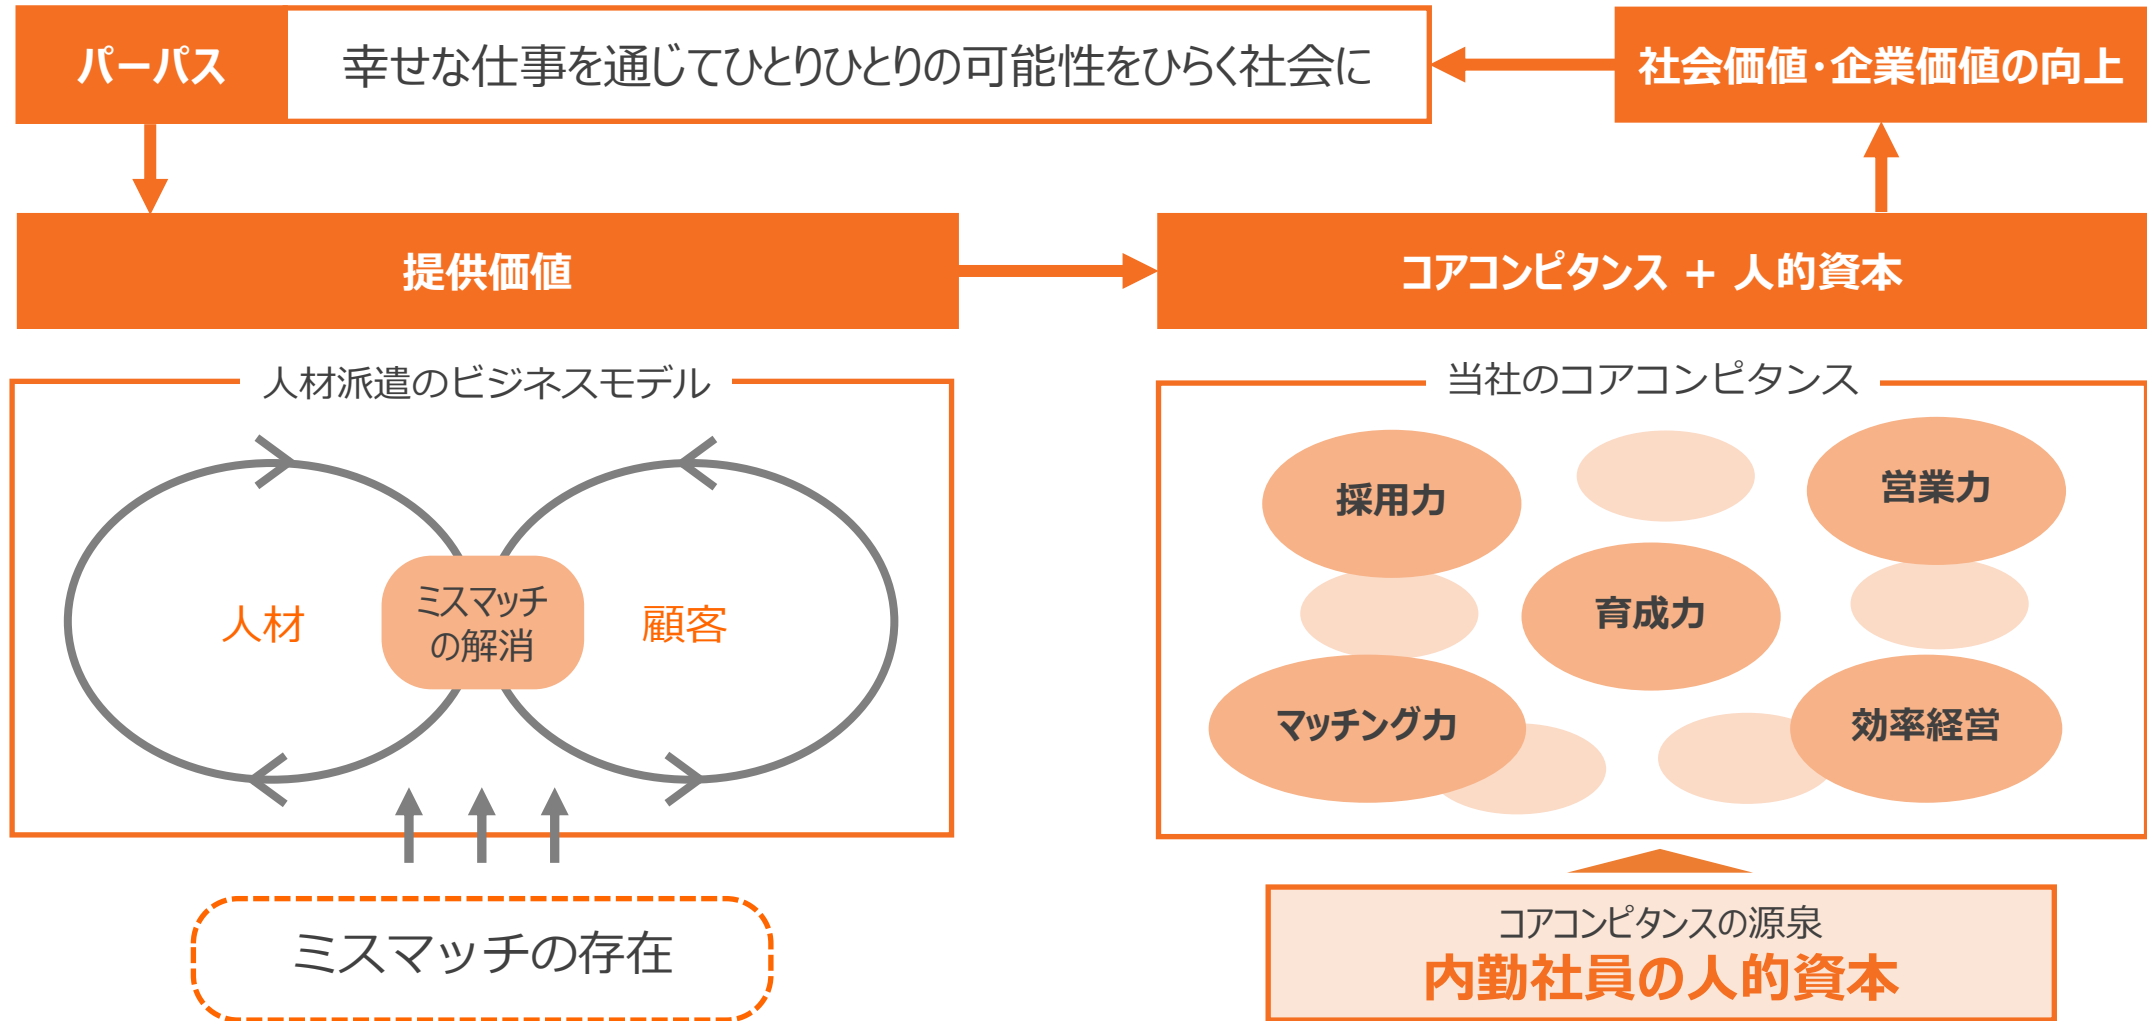 パーパス
幸せな仕事を通じてひとりひとりの可能性をひらく社会に
社会価値・企業価値の向上
提供価値
コアコンピタンス + 人的資本
人材派遣のビジネスモデル
人材
ミスマッチ
の解消
顧客
ミスマッチの存在
当社のコアコンピタンス
採用力
営業力
育成力
マッチング力
効率経営
コアコンピタンスの源泉
内勤社員の人的資本